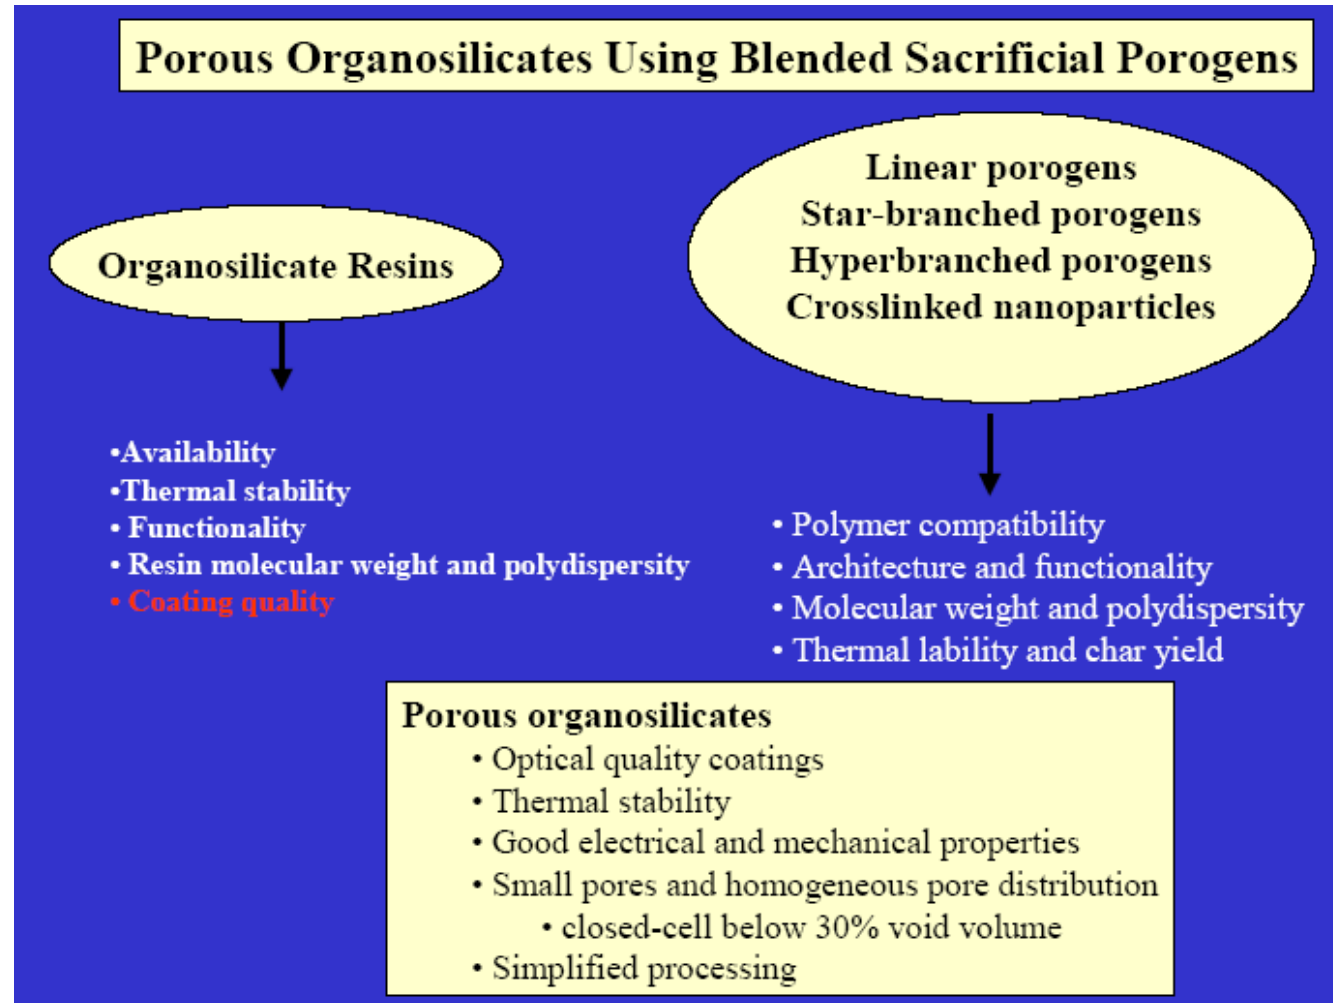 Porous Organosilicates Using Blended Sacrificial Porogens
Organosilicate Resins
•Availability
•Thermal stability
• Functionality
• Resin molecular weight and polydispersity
• Coating quality
Linear porogens
Star-branched porogens
Hyperbranched porogens
Crosslinked nanoparticles
• Polymer compatibility
• Architecture and functionality
• Molecular weight and polydispersity
• Thermal lability and char yield
Porous organosilicates
• Optical quality coatings
• Thermal stability
• Good electrical and mechanical properties
• Small pores and homogeneous pore distribution
• closed-cell below 30% void volume
• Simplified processing